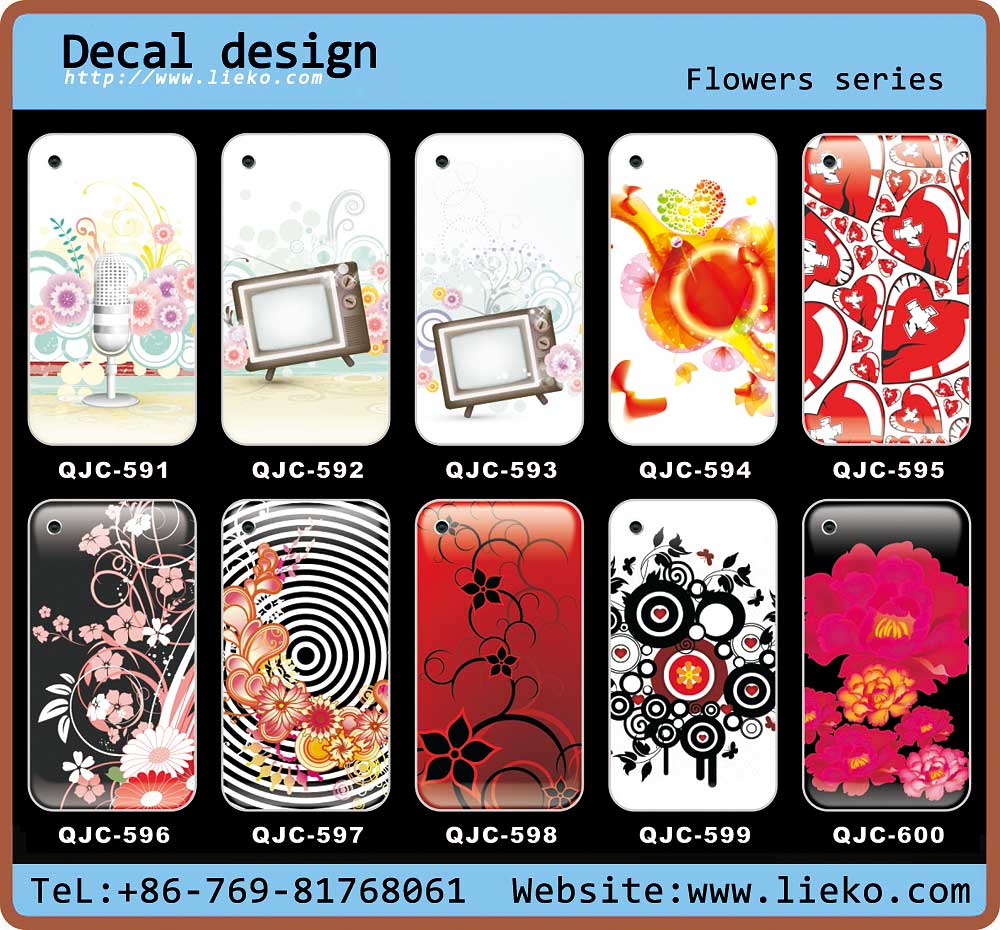 Decal design
http://www.lieko.com
Flowers series
QJC-591 QJC-592 QJC-593 QJC-594 QJC-595
QJC-596 QJC-597 QJC-598 QJC-599 QJC-600
TeL:+86-769-81768061 Website:www.lieko.com